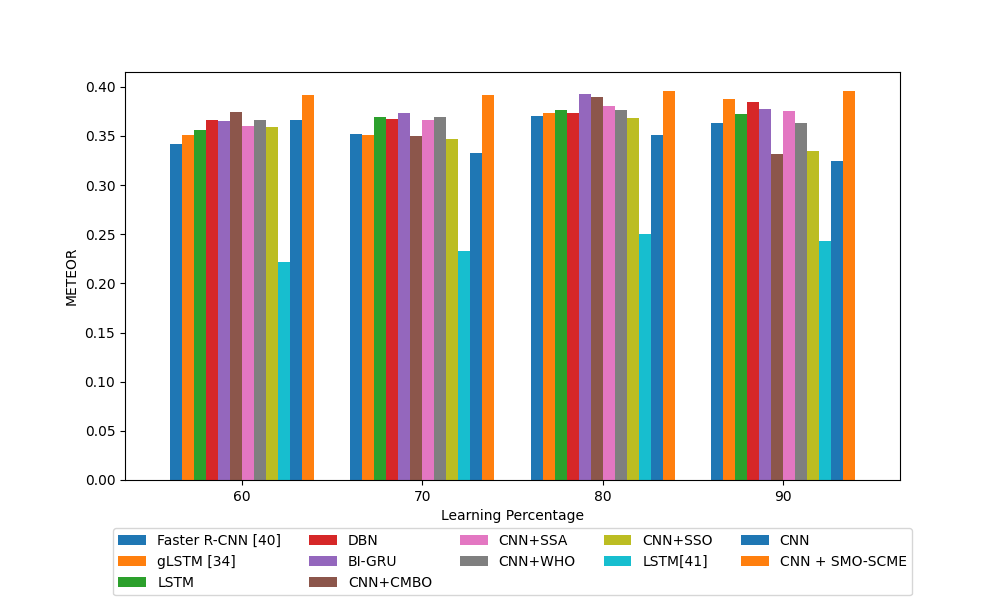 0.40
0.35
0.30
0.25
0.20
0.15
0.10
0.05
0.00
METEOR
60 70 80 90
Learning Percentage
Faster R-CNN [40] DBN CNN+SSA CNN+SSO CNN
gLSTM [34] BI-GRU CNN+WHO LSTM[41] CNN + SMO-SCME
LSTM CNN+CMBO